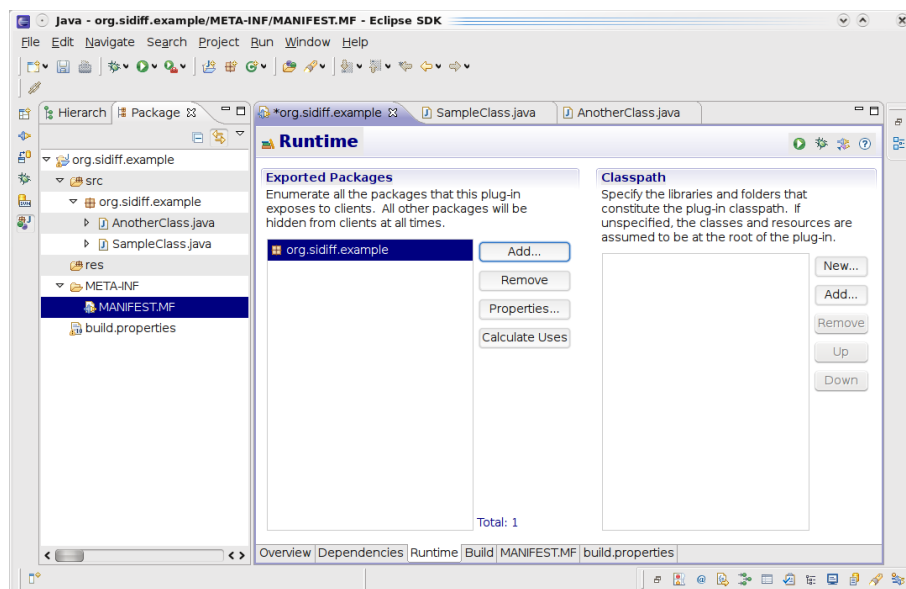 Java - org.sidiff.example/META-INF/MANIFEST.MF - Eclipse SDK
File Edit Navigate Search Project Run Window Help
Hierarch Package
*org.sidiff.example SampleClass.java AnotherClass.java
org.sidiff.example
src
org.sidiff.example
AnotherClass.java
SampleClass.java
res
META-INF
MANIFEST.MF
build.properties
Runtime
Exported Packages
Enumerate all the packages that this plug-in
exposes to clients. All other packages will be
hidden from clients at all times.
org.sidiff.example
Add...
Remove
Properties...
Calculate Uses
Total: 1
Classpath
Specify the libraries and folders that
constitute the plug-in classpath. If
unspecified, the classes and resources are
assumed to be at the root of the plug-in.
New...
Add...
Remove
Up
Down
Overview Dependencies Runtime Build MANIFEST.MF build.properties